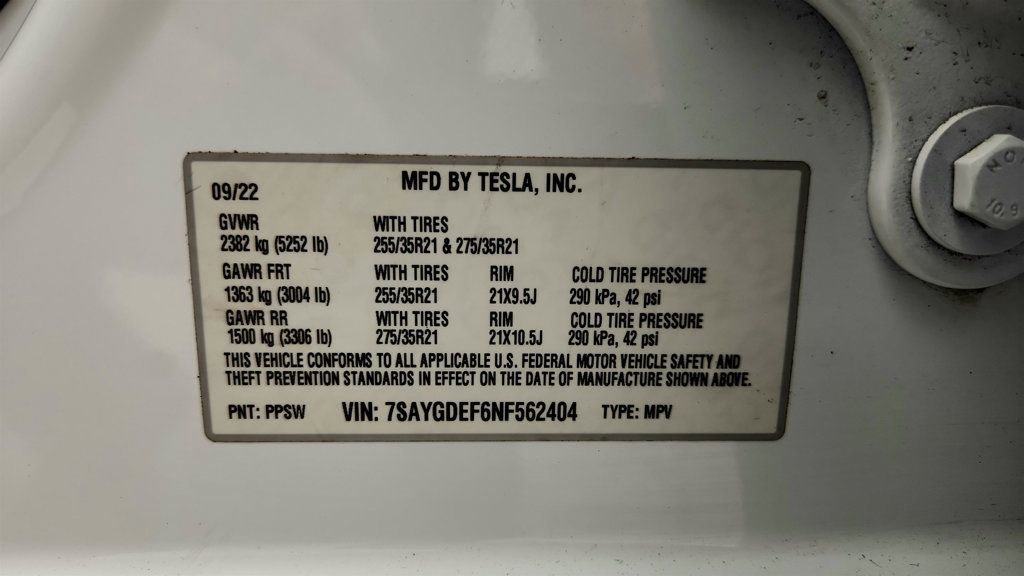 09/22 MFD BY TESLA, INC.
GVWR WITH TIRES
2382 kg (5252 lb) 255/35R21 & 275/35R21
GAWR FRT WITH TIRES RIM COLD TIRE PRESSURE
1363 kg (3004 lb) 255/35R21 21X9.5J 290 kPa, 42 psi
GAWR RR WITH TIRES RIM COLD TIRE PRESSURE
1500 kg (3306 lb) 275/35R21 21X10.5J 290 kPa, 42 psi
THIS VEHICLE CONFORMS TO ALL APPLICABLE U.S. FEDERAL MOTOR VEHICLE SAFETY AND
THEFT PREVENTION STANDARDS IN EFFECT ON THE DATE OF MANUFACTURE SHOWN ABOVE.
PNT: PPSW VIN: 7SAYGDEF6NF562404 TYPE: MPV
10.9